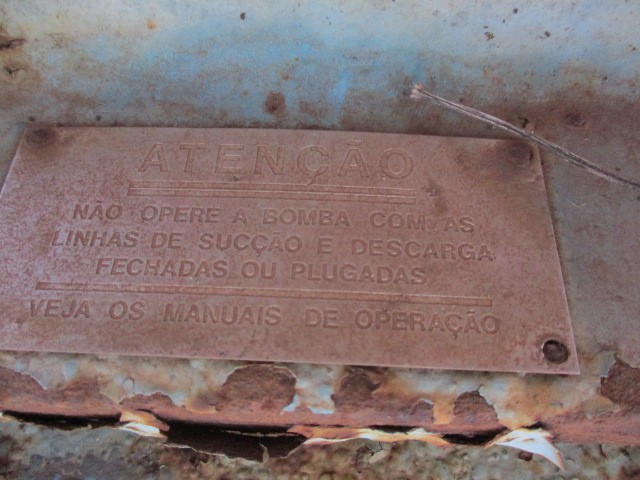 ATENÇÃO
NÃO OPERE A BOMBA COM AS
LINHAS DE SUCÇÃO E DESCARGA
FECHADAS OU PLUGADAS
VEJA OS MANUAIS DE OPERAÇÃO